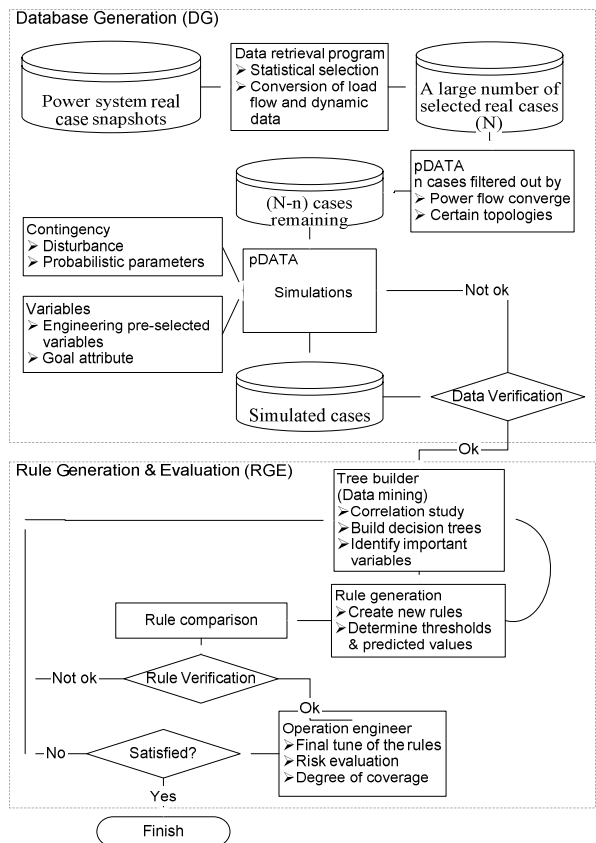 Database Generation (DG)
Power system real
case snapshots
Data retrieval program
➢ Statistical selection
➢ Conversion of load
flow and dynamic
data
A large number of
selected real cases
(N)
pDATA
n cases filtered out by
➢ Power flow converge
➢ Certain topologies
(N-n) cases
remaining
Contingency
➢ Disturbance
➢ Probabilistic parameters
Variables
➢ Engineering pre-selected
variables
➢ Goal attribute
pDATA
Simulations
Not ok
Simulated cases
Data Verification
Ok
Rule Generation & Evaluation (RGE)
Tree builder
(Data mining)
➢ Correlation study
➢ Build decision trees
➢ Identify important
variables
Rule generation
➢ Create new rules
➢ Determine thresholds
& predicted values
Rule comparison
Not ok
Rule Verification
Ok
Operation engineer
➢ Final tune of the rules
➢ Risk evaluation
➢ Degree of coverage
No
Satisfied?
Yes
Finish